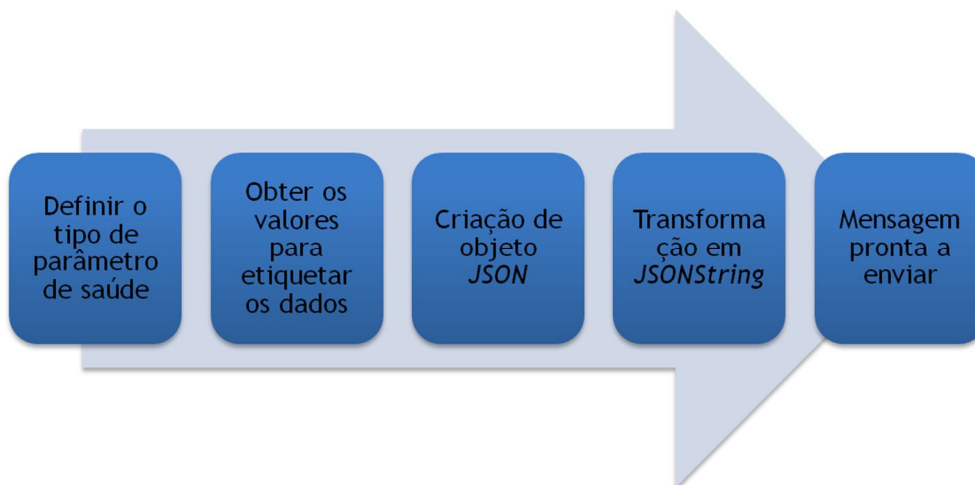 Definir o
tipo de
parâmetro
de saúde
Obter os
valores
para
etiquetar
os dados
Criação de
objeto
JSON
Transforma
ção em
JSONString
Mensagem
pronta a
enviar